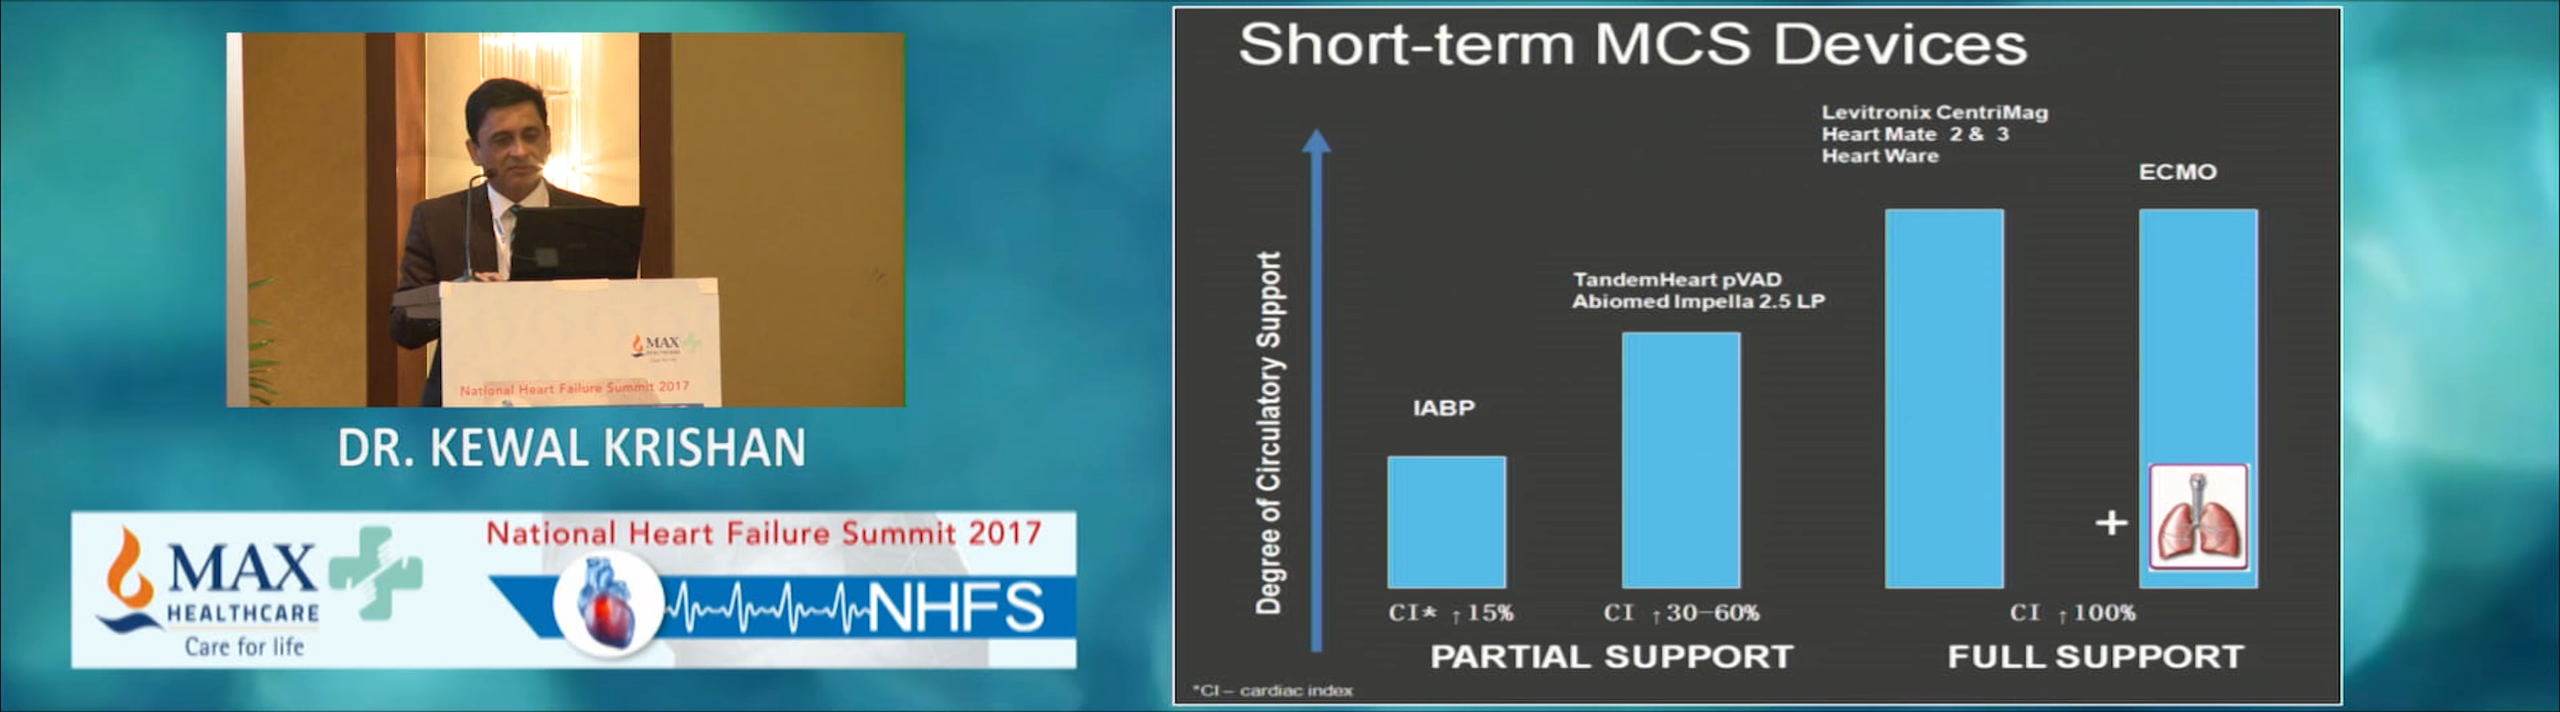 MAX
HEALTHCARE
National Heart Failure Summit 2017
DR. KEWAL KRISHAN
MAX
HEALTHCARE
Care for life
National Heart Failure Summit 2017
NHFS
Short-term MCS Devices
Degree of Circulatory Support
IABP
TandemHeart pVAD
Abiomed Impella 2.5 LP
Levitronix CentriMag
Heart Mate 2 & 3
Heart Ware
ECMO
+
CI* ↑15%
CI ↑30-60%
CI ↑100%
PARTIAL SUPPORT
FULL SUPPORT
*CI – cardiac index